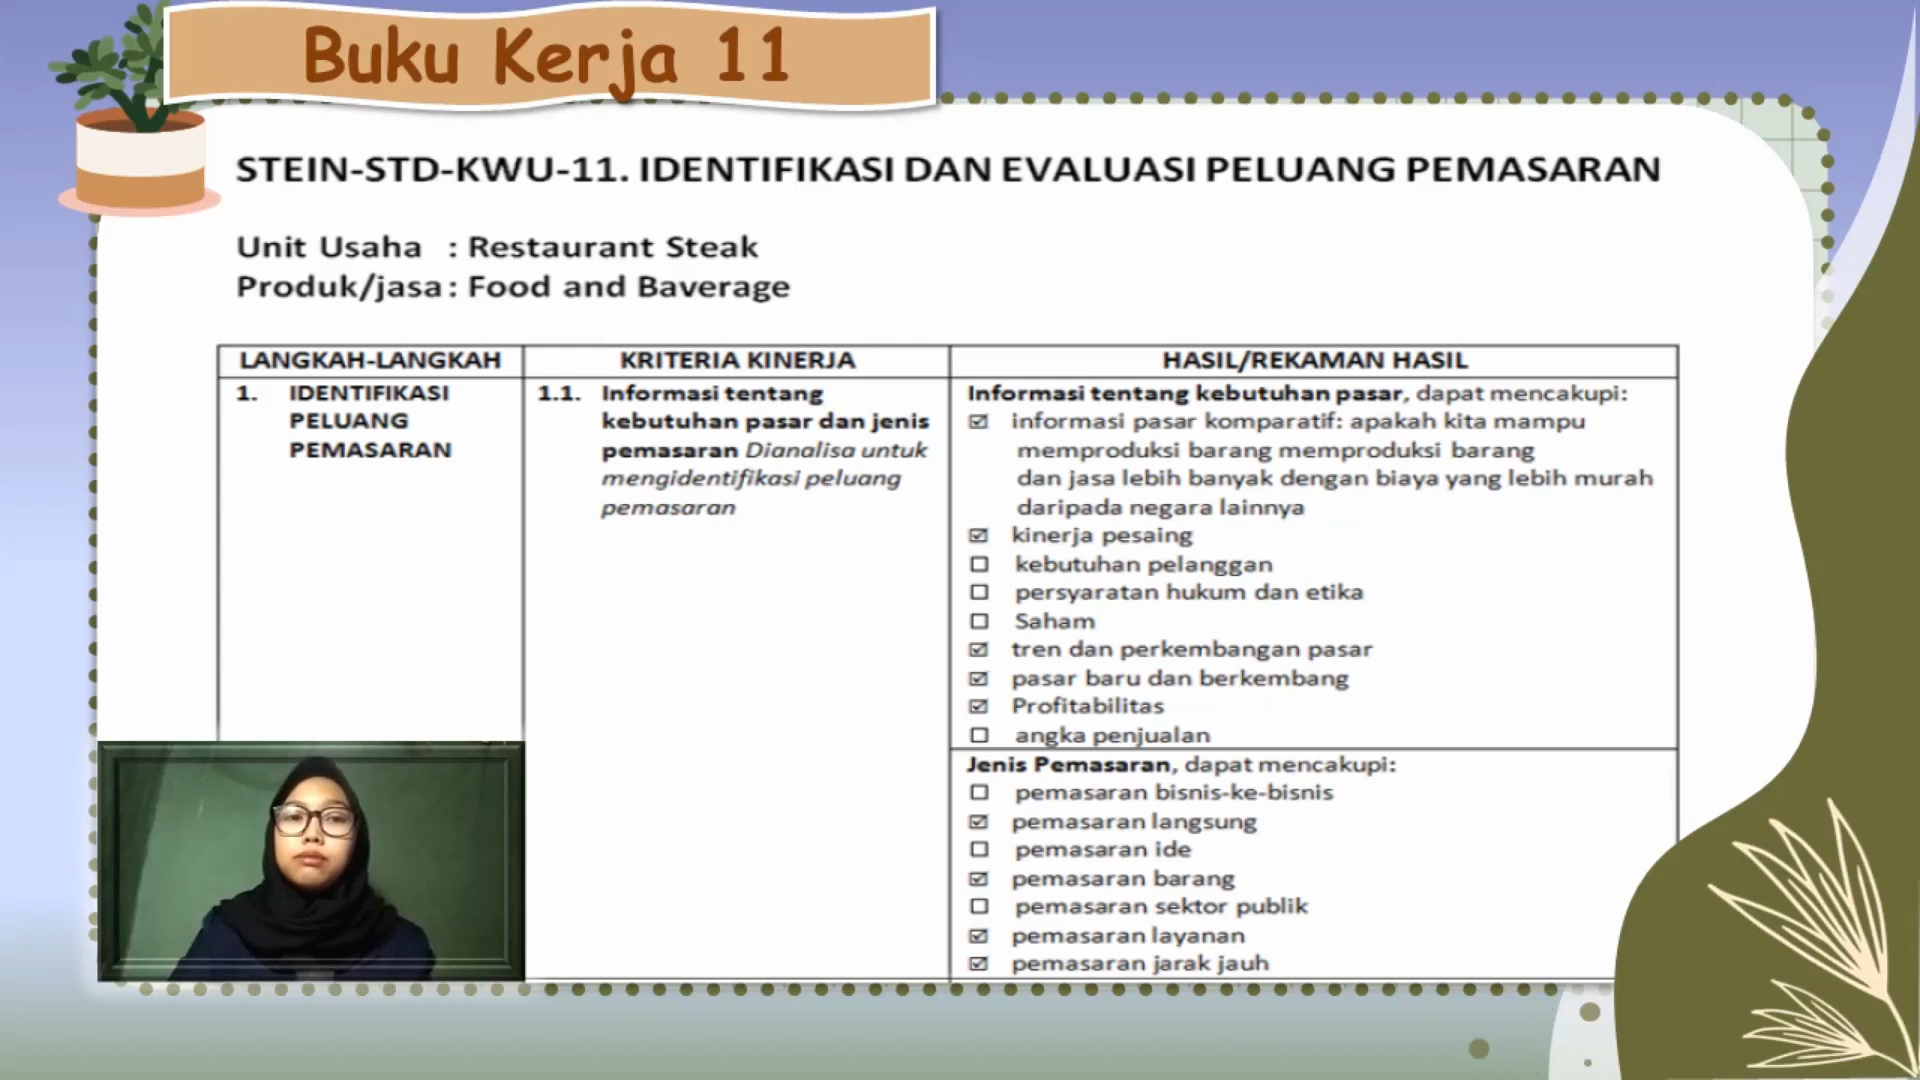 Buku Kerja 11
STEIN-STD-KWU-11. IDENTIFIKASI DAN EVALUASI PELUANG PEMASARAN
Unit Usaha : Restaurant Steak
Produk/jasa : Food and Baverage
LANGKAH-LANGKAH
1. IDENTIFIKASI
PELUANG
PEMASARAN
KRITERIA KINERJA
1.1. Informasi tentang
kebutuhan pasar dan jenis
pemasaran Dianalisa untuk
mengidentifikasi peluang
pemasaran
HASIL/REKAMAN HASIL
Informasi tentang kebutuhan pasar, dapat mencakupi:
☑ informasi pasar komparatif: apakah kita mampu
memproduksi barang memproduksi barang
dan jasa lebih banyak dengan biaya yang lebih murah
daripada negara lainnya
☑ kinerja pesaing
☐ kebutuhan pelanggan
☐ persyaratan hukum dan etika
☐ Saham
☑ tren dan perkembangan pasar
☑ pasar baru dan berkembang
☑ Profitabilitas
☐ angka penjualan
Jenis Pemasaran, dapat mencakupi:
☐ pemasaran bisnis-ke-bisnis
☑ pemasaran langsung
☐ pemasaran ide
☑ pemasaran barang
☐ pemasaran sektor publik
☑ pemasaran layanan
☑ pemasaran jarak jauh